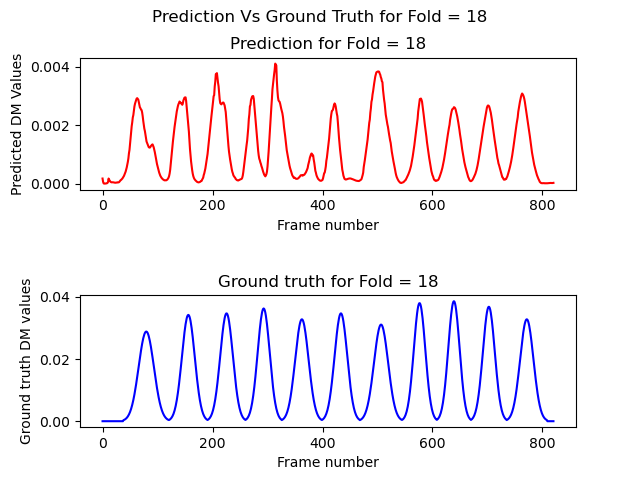 Prediction Vs Ground Truth for Fold = 18
Prediction for Fold = 18
Predicted DM Values
0.004
0.002
0.000
0 200 400 600 800
Frame number
Ground truth for Fold = 18
Ground truth DM values
0.04
0.02
0.00
0 200 400 600 800
Frame number